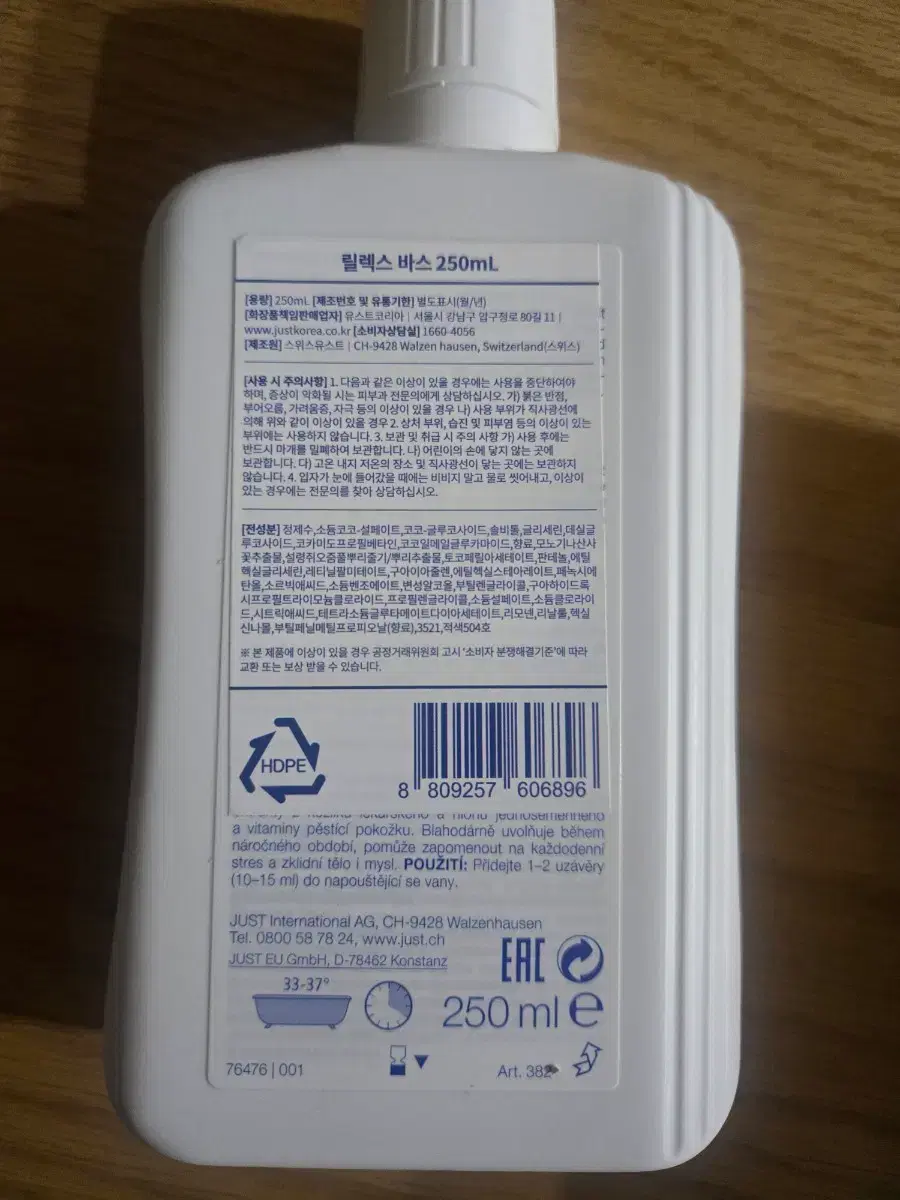 릴렉스 바스 250mL
[용량] 250mL [제조번호 및 유통기한] 별도표시(월/년)
[화장품책임판매업자] 유스트코리아 | 서울시 강남구 압구정로 80길 11 |
www.justkorea.co.kr [소비자상담실] 1660-4056
[제조원] 스위스유스트 | CH-9428 Walzen hausen, Switzerland(스위스)
[사용 시 주의사항] 1. 다음과 같은 이상이 있을 경우에는 사용을 중단하여야
하며, 증상이 악화될 시는 피부과 전문의에게 상담하십시오. 가) 붉은 반점,
부어오름, 가려움증, 자극 등의 이상이 있을 경우 나) 사용 부위가 직사광선에
의해 위와 같이 이상이 있을 경우 2. 상처 부위, 습진 및 피부염 등의 이상이 있는
부위에는 사용하지 않습니다. 3. 보관 및 취급 시 주의 사항 가) 사용 후에는
반드시 마개를 밀폐하여 보관합니다. 나) 어린이의 손에 닿지 않는 곳에
보관합니다. 다) 고온 내지 저온의 장소 및 직사광선이 닿는 곳에는 보관하지
않습니다. 4. 입자가 눈에 들어갔을 때에는 비비지 말고 물로 씻어내고, 이상이
있는 경우에는 전문의를 찾아 상담하십시오.
[전성분] 정제수,소듐코코-설페이트,코코-글루코사이드,솔비톨,글리세린,데실글
루코사이드,코카미도프로필베타인,코코일메일글루카마이드,향료,모노기나산사
꽃추출물,설령쥐오줌풀뿌리줄기/뿌리추출물,토코페릴아세테이트,판테놀,에틸
헥실글리세린,레티닐팔미테이트,구아이아줄렌,에틸헥실스테아레이트,페녹시에
탄올,소르빅애씨드,소듐벤조에이트,변성알코올,부틸렌글라이콜,구아하이드록
시프로필트라이모늄클로라이드,프로필렌글라이콜,소듐설페이트,소듐클로라이
드,시트릭애씨드,테트라소듐글루타메이트다이아세테이트,리모넨,리날룰,헥실
신나몰,부틸페닐메틸프로피오날(향료),3521,적색504호
※ 본 제품에 이상이 있을 경우 공정거래위원회 고시 '소비자 분쟁해결기준'에 따라
교환 또는 보상 받을 수 있습니다.
HDPE
8 809257 606896
a vitaminy pěstící pokožku. Blahodárně uvolňuje během
náročného období, pomůže zapomenout na každodenní
stres a zklidní tělo i mysl. POUŽITÍ: Přidejte 1–2 uzávěry
(10–15 ml) do napouštějící se vany.
JUST International AG, CH-9428 Walzenhausen
Tel. 0800 58 78 24, www.just.ch
JUST EU GmbH, D-78462 Konstanz
EAC
33-37°
250 ml e
76476 | 001
Art. 382